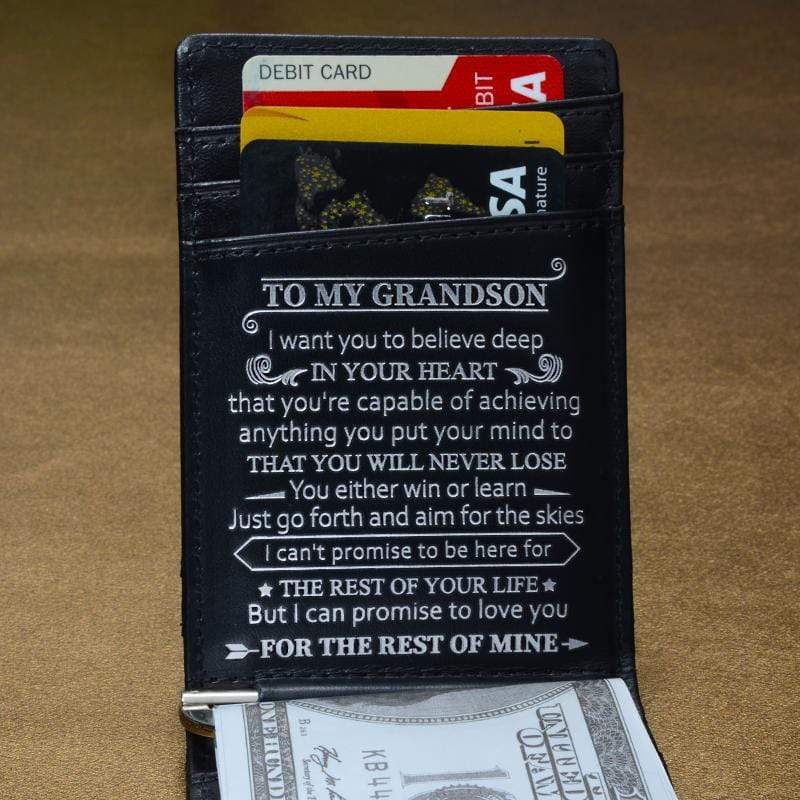 DEBIT CARD
BIT
SA
SA
nature
TO MY GRANDSON
I want you to believe deep
IN YOUR HEART
that you're capable of achieving
anything you put your mind to
THAT YOU WILL NEVER LOSE
You either win or learn
Just go forth and aim for the skies
I can't promise to be here for
THE REST OF YOUR LIFE
But I can promise to love you
FOR THE REST OF MINE
B
KB44